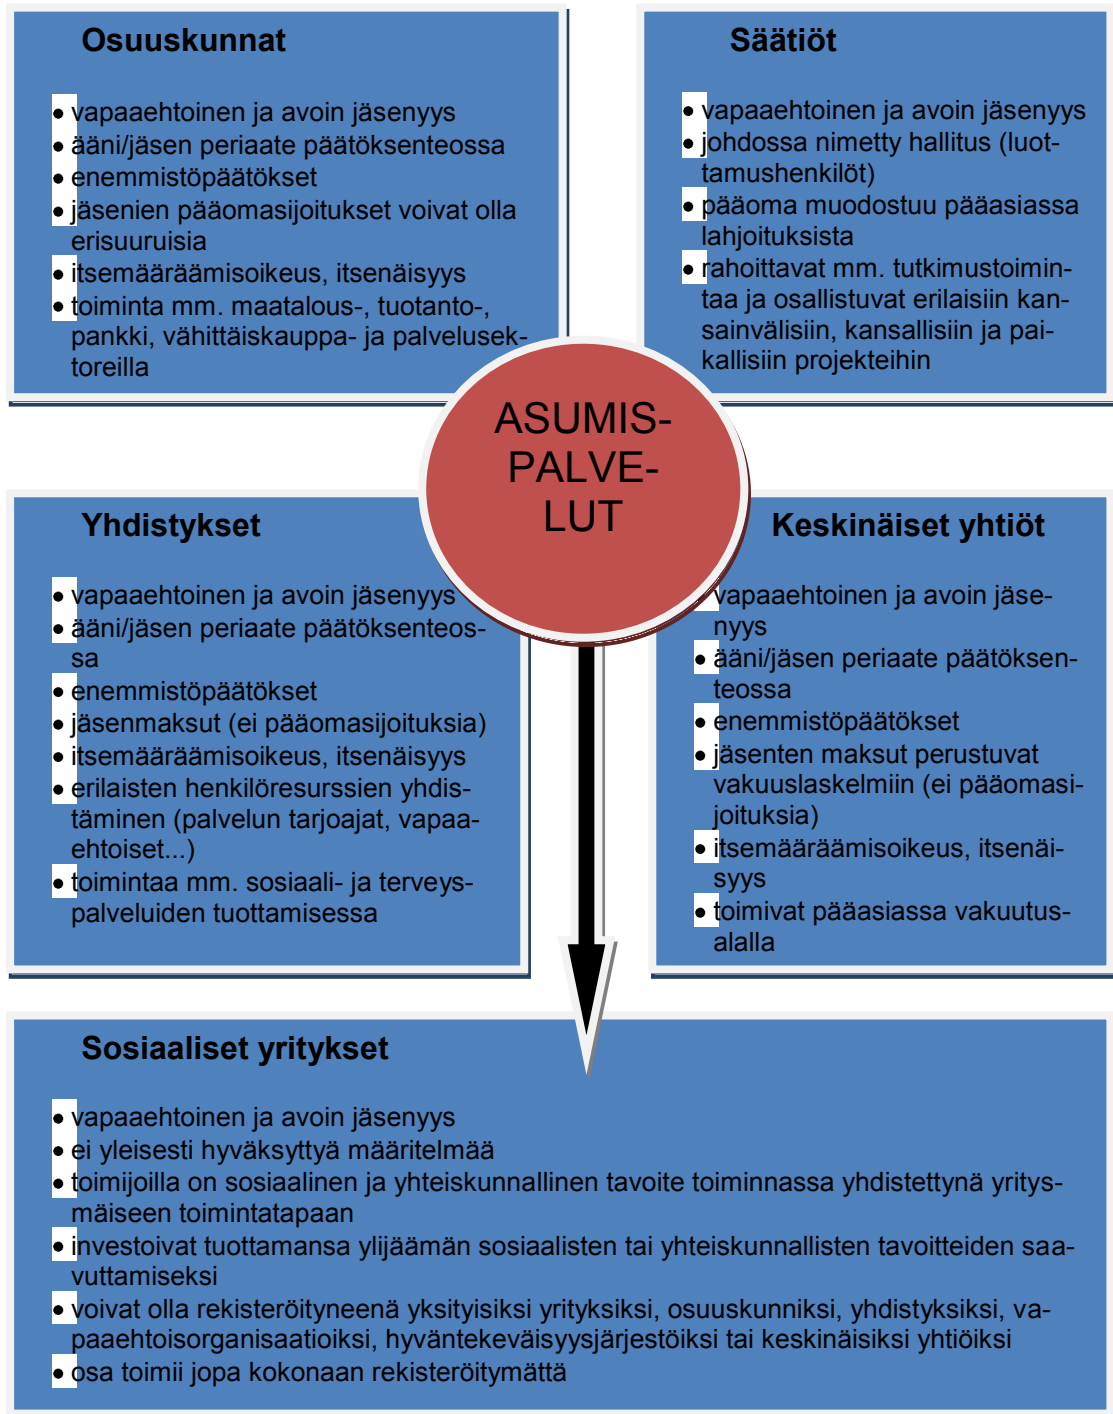 Osuuskunnat
• vapaaehtoinen ja avoin jäsenyys
• ääni/jäsen periaate päätöksenteossa
• enemmistöpäätökset
• jäsenien pääomasijoitukset voivat olla
erisuuruisia
• itsemääräämisoikeus, itsenäisyys
• toiminta mm. maatalous-, tuotanto-,
pankki, vähittäiskauppa- ja palvelusek-
toreilla
Säätiöt
• vapaaehtoinen ja avoin jäsenyys
• johdossa nimetty hallitus (luot-
tamushenkilöt)
• pääoma muodostuu pääasiassa
lahjoituksista
• rahoittavat mm. tutkimustoimin-
taa ja osallistuvat erilaisiin kan-
sainvälisiin, kansallisiin ja pai-
kallisiin projekteihin
ASUMIS-
PALVE-
LUT
Yhdistykset
• vapaaehtoinen ja avoin jäsenyys
• ääni/jäsen periaate päätöksenteos-
sa
• enemmistöpäätökset
• jäsenmaksut (ei pääomasijoituksia)
• itsemääräämisoikeus, itsenäisyys
• erilaisten henkilöresurssien yhdis-
täminen (palvelun tarjoajat, vapaa-
ehtoiset...)
• toimintaa mm. sosiaali- ja terveys-
palveluiden tuottamisessa
Keskinäiset yhtiöt
vapaaehtoinen ja avoin jäse-
nyys
• ääni/jäsen periaate päätöksen-
teossa
• enemmistöpäätökset
• jäsenten maksut perustuvat
vakuuslaskelmiin (ei pääomasi-
joituksia)
• itsemääräämisoikeus, itsenäi-
syys
• toimivat pääasiassa vakuutus-
alalla
Sosiaaliset yritykset
• vapaaehtoinen ja avoin jäsenyys
• ei yleisesti hyväksyttyä määritelmää
• toimijoilla on sosiaalinen ja yhteiskunnallinen tavoite toiminnassa yhdistettynä yritys-
mäiseen toimintatapaan
• investoivat tuottamansa ylijäämän sosiaalisten tai yhteiskunnallisten tavoitteiden saa-
vuttamiseksi
• voivat olla rekisteröityneenä yksityisiksi yrityksiksi, osuuskunniksi, yhdistyksiksi, va-
paaehtoisorganisaatioiksi, hyväntekeväisyysjärjestöiksi tai keskinäisiksi yhtiöiksi
• osa toimii jopa kokonaan rekisteröitymättä